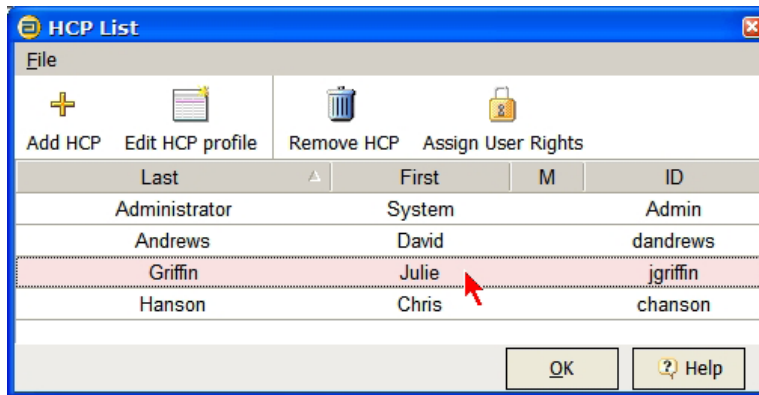 HCP List
File
Add HCP Edit HCP profile Remove HCP Assign User Rights
Last First M ID
Administrator System Admin
Andrews David dandrews
Griffin Julie jgriffin
Hanson Chris chanson
OK Help